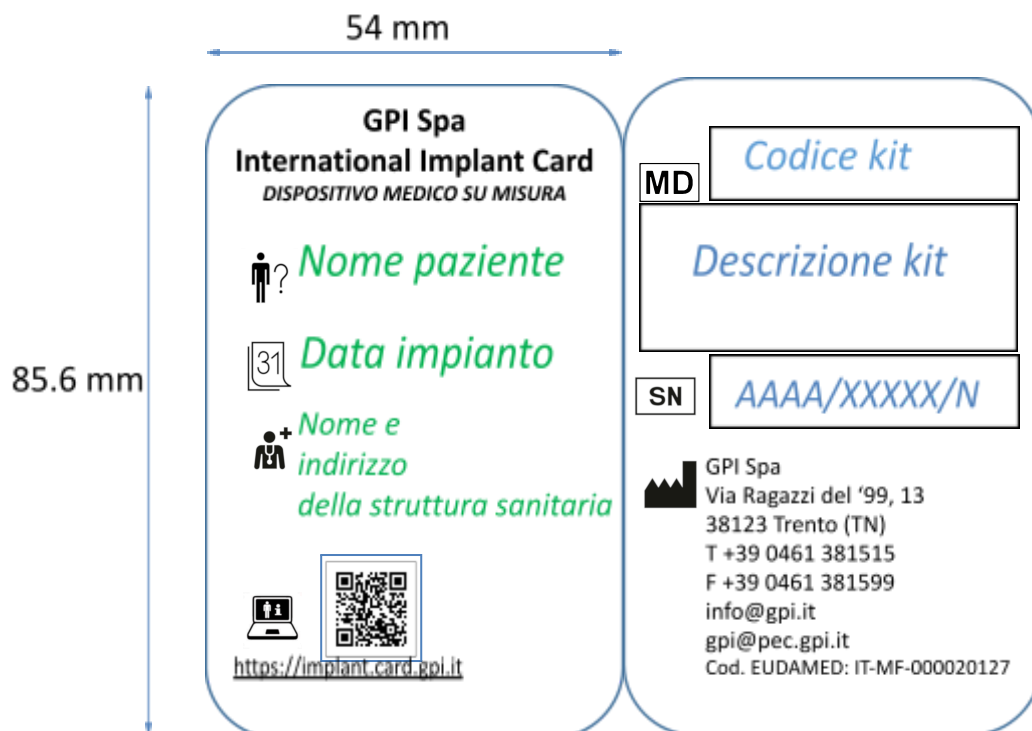 54 mm
85.6 mm
GPI Spa
International Implant Card
DISPOSITIVO MEDICO SU MISURA
?
Nome paziente
31
Data impianto
Nome e
indirizzo
della struttura sanitaria
https://implant.card.gpi.it
MD
Codice kit
Descrizione kit
SN
AAAA/XXXXX/N
GPI Spa
Via Ragazzi del ‘99, 13
38123 Trento (TN)
T +39 0461 381515
F +39 0461 381599
info@gpi.it
gpi@pec.gpi.it
Cod. EUDAMED: IT-MF-000020127